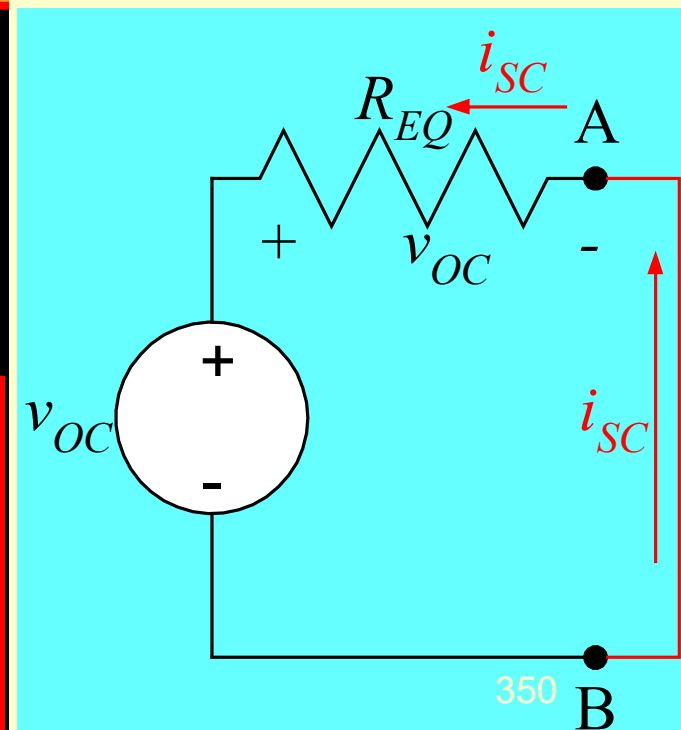 i_SC
R_EQ
A
+
v_OC
-
+
v_OC
-
i_SC
350
B